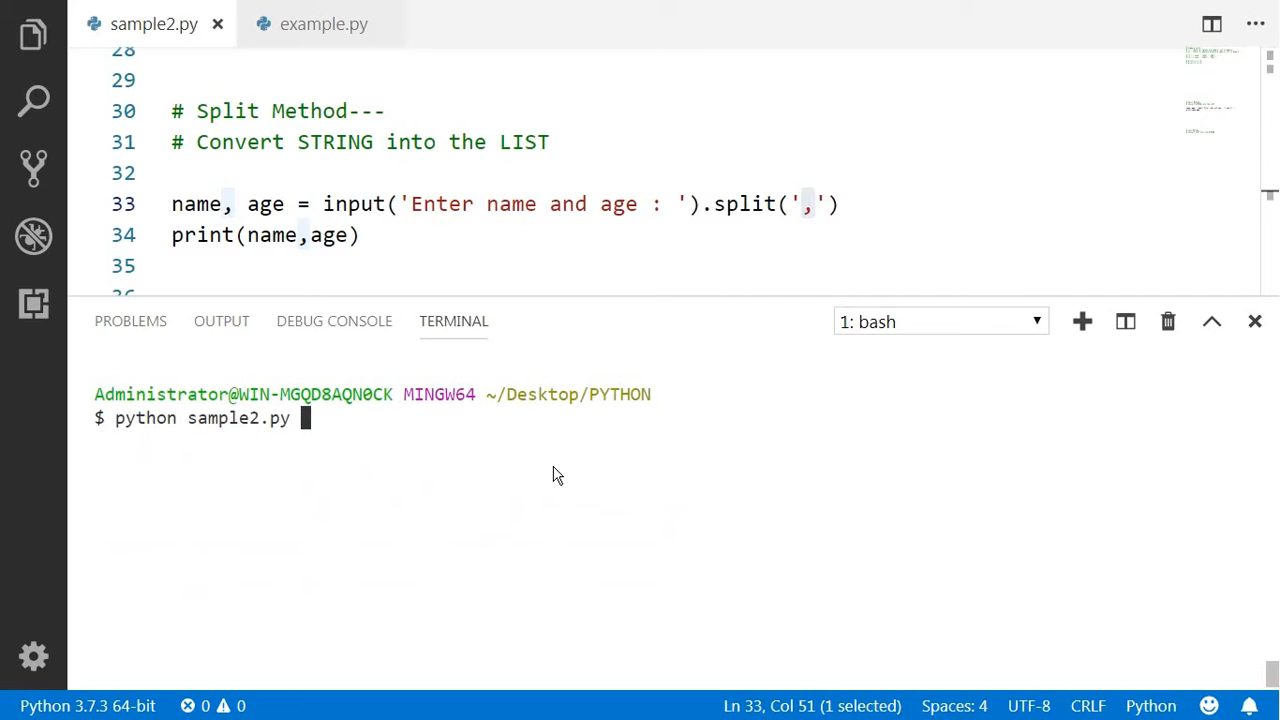 sample2.py
example.py
28
29
30 # Split Method---
31 # Convert STRING into the LIST
32
33 name, age = input('Enter name and age : ').split(',')
34 print(name,age)
35
36
PROBLEMS OUTPUT DEBUG CONSOLE TERMINAL 1: bash
Administrator@WIN-MGQD8AQN0CK MINGW64 ~/Desktop/PYTHON
$ python sample2.py
Python 3.7.3 64-bit 0 0 Ln 33, Col 51 (1 selected) Spaces: 4 UTF-8 CRLF Python